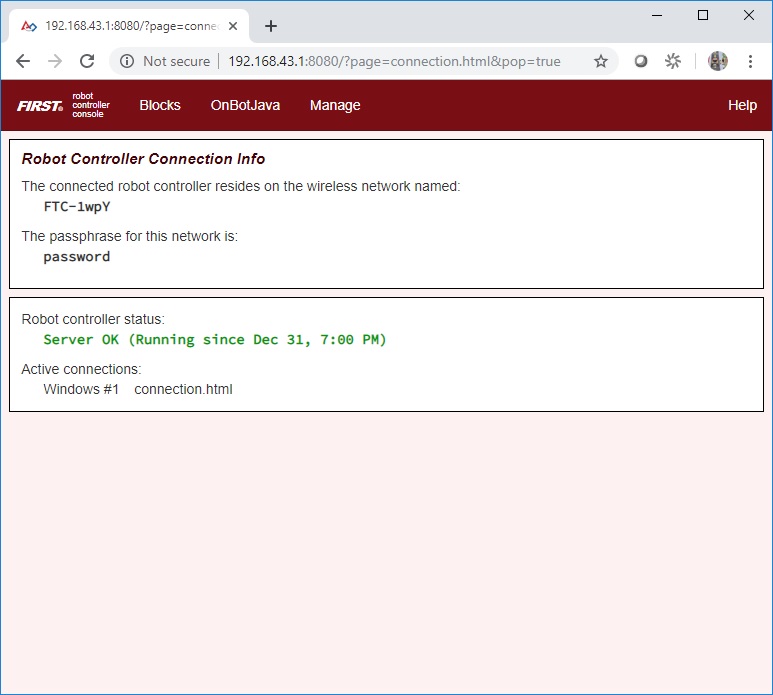 192.168.43.1:8080/?page=conne
Not secure
192.168.43.1:8080/?page=connection.html&pop=true
FIRST® robot controller console
Blocks
OnBotJava
Manage
Help
Robot Controller Connection Info
The connected robot controller resides on the wireless network named:
FTC-1wpY
The passphrase for this network is:
password
Robot controller status:
Server OK (Running since Dec 31, 7:00 PM)
Active connections:
Windows #1 connection.html